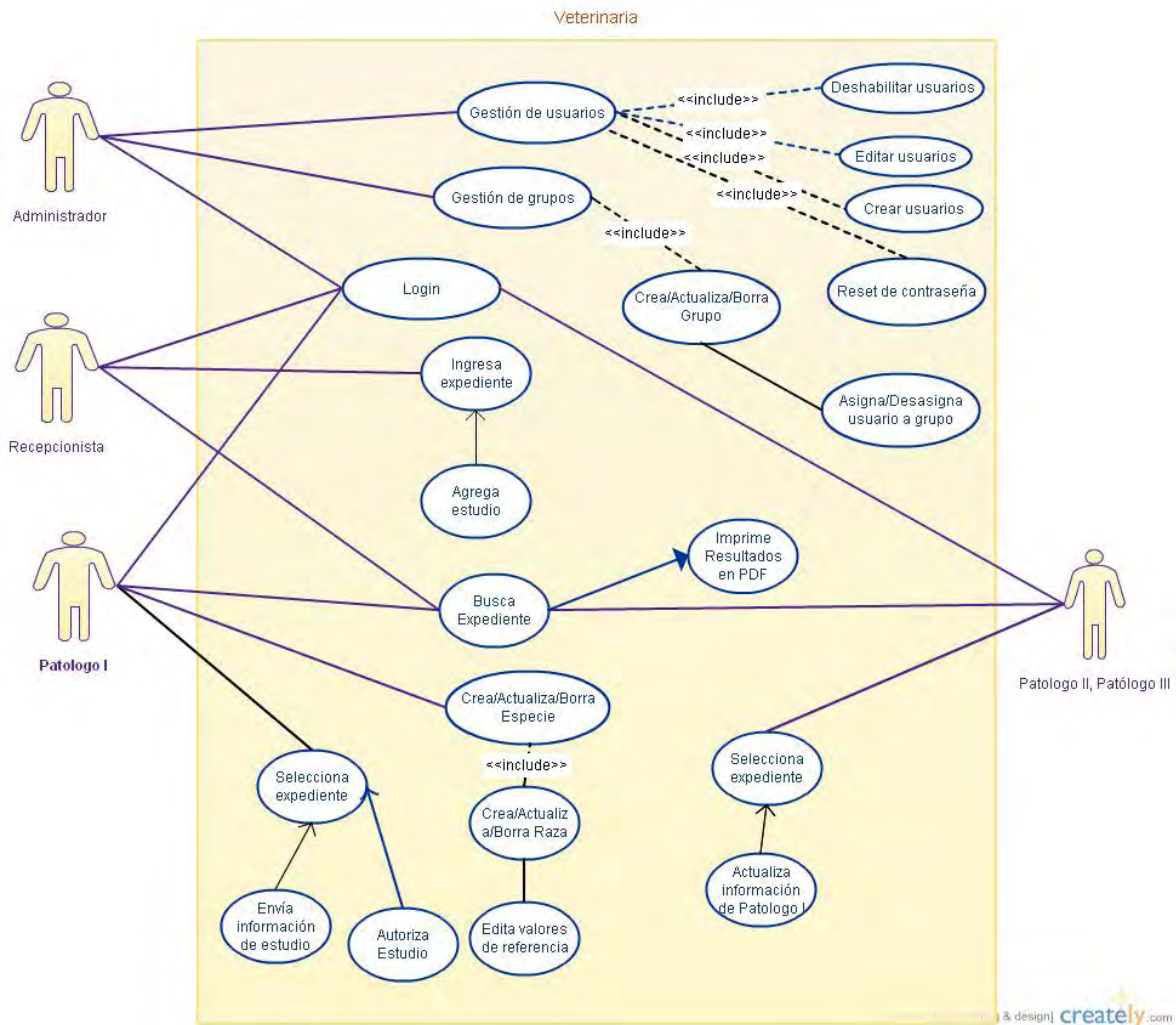 Veterinaria
Deshabilitar usuarios
<<include>>
Gestión de usuarios
<<include>>
Editar usuarios
<<include>>
<<include>>
Crear usuarios
Administrador
Gestión de grupos
<<include>>
Login
Crea/Actualiza/Borra
Grupo
Reset de contraseña
Ingresa
expediente
Asigna/Desasigna
usuario a grupo
Recepcionista
Agrega
estudio
Imprime
Resultados
en PDF
Busca
Expediente
Patologo I
Patologo II, Patólogo III
Crea/Actualiza/Borra
Especie
<<include>>
Selecciona
expediente
Selecciona
expediente
Crea/Actualiz
a/Borra Raza
Actualiza
información
de Patologo I
Envía
información
de estudio
Autoriza
Estudio
Edita valores
de referencia
& design]
creately.com